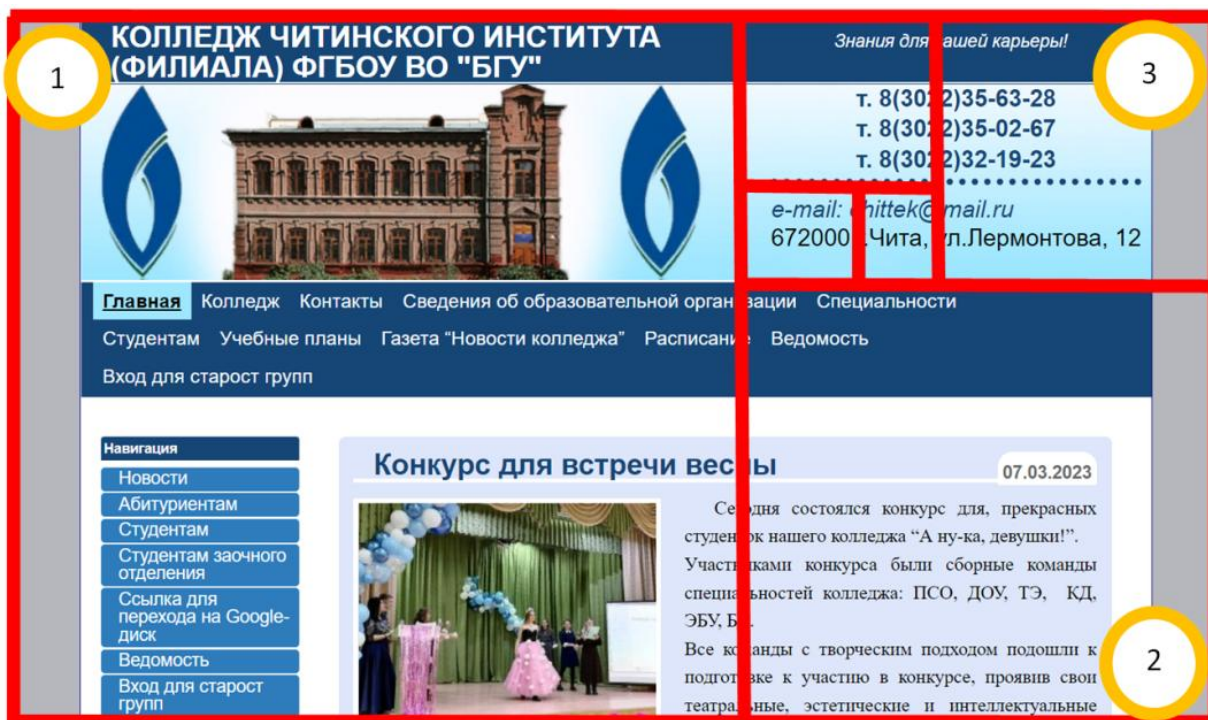 КОЛЛЕДЖ ЧИТИНСКОГО ИНСТИТУТА
(ФИЛИАЛА) ФГБОУ ВО "БГУ"
Знания для вашей карьеры!
1
3
т. 8(3022)35-63-28
т. 8(3022)35-02-67
т. 8(3022)32-19-23
e-mail: chittek@mail.ru
672000 г.Чита, ул.Лермонтова, 12
Главная Колледж Контакты Сведения об образовательной организации Специальности
Студентам Учебные планы Газета “Новости колледжа” Расписание Ведомость
Вход для старост групп
Навигация
Новости
Абитуриентам
Студентам
Студентам заочного
отделения
Ссылка для
перехода на Google-
диск
Ведомость
Вход для старост
групп
Конкурс для встречи весны
07.03.2023
Сегодня состоялся конкурс для, прекрасных
студенток нашего колледжа “А ну-ка, девушки!”.
Участниками конкурса были сборные команды
специальностей колледжа: ПСО, ДОУ, ТЭ, КД,
ЭБУ,
Все команды с творческим подходом подошли к
подготовке к участию в конкурсе, проявив свои
театральные, эстетические и интеллектуальные
2